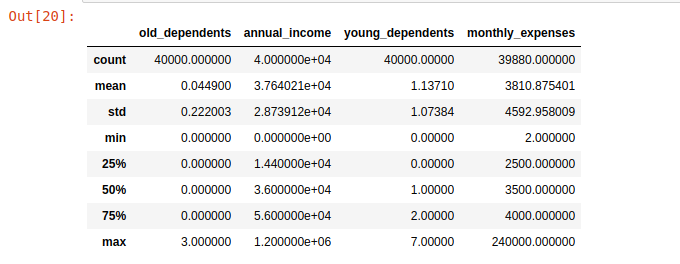 Out[20]:
old_dependents annual_income young_dependents monthly_expenses
count 40000.000000 4.000000e+04 40000.00000 39880.000000
mean 0.044900 3.764021e+04 1.13710 3810.875401
std 0.222003 2.873912e+04 1.07384 4592.958009
min 0.000000 0.000000e+00 0.00000 2.000000
25% 0.000000 1.440000e+04 0.00000 2500.000000
50% 0.000000 3.600000e+04 1.00000 3500.000000
75% 0.000000 5.600000e+04 2.00000 4000.000000
max 3.000000 1.200000e+06 7.00000 240000.000000